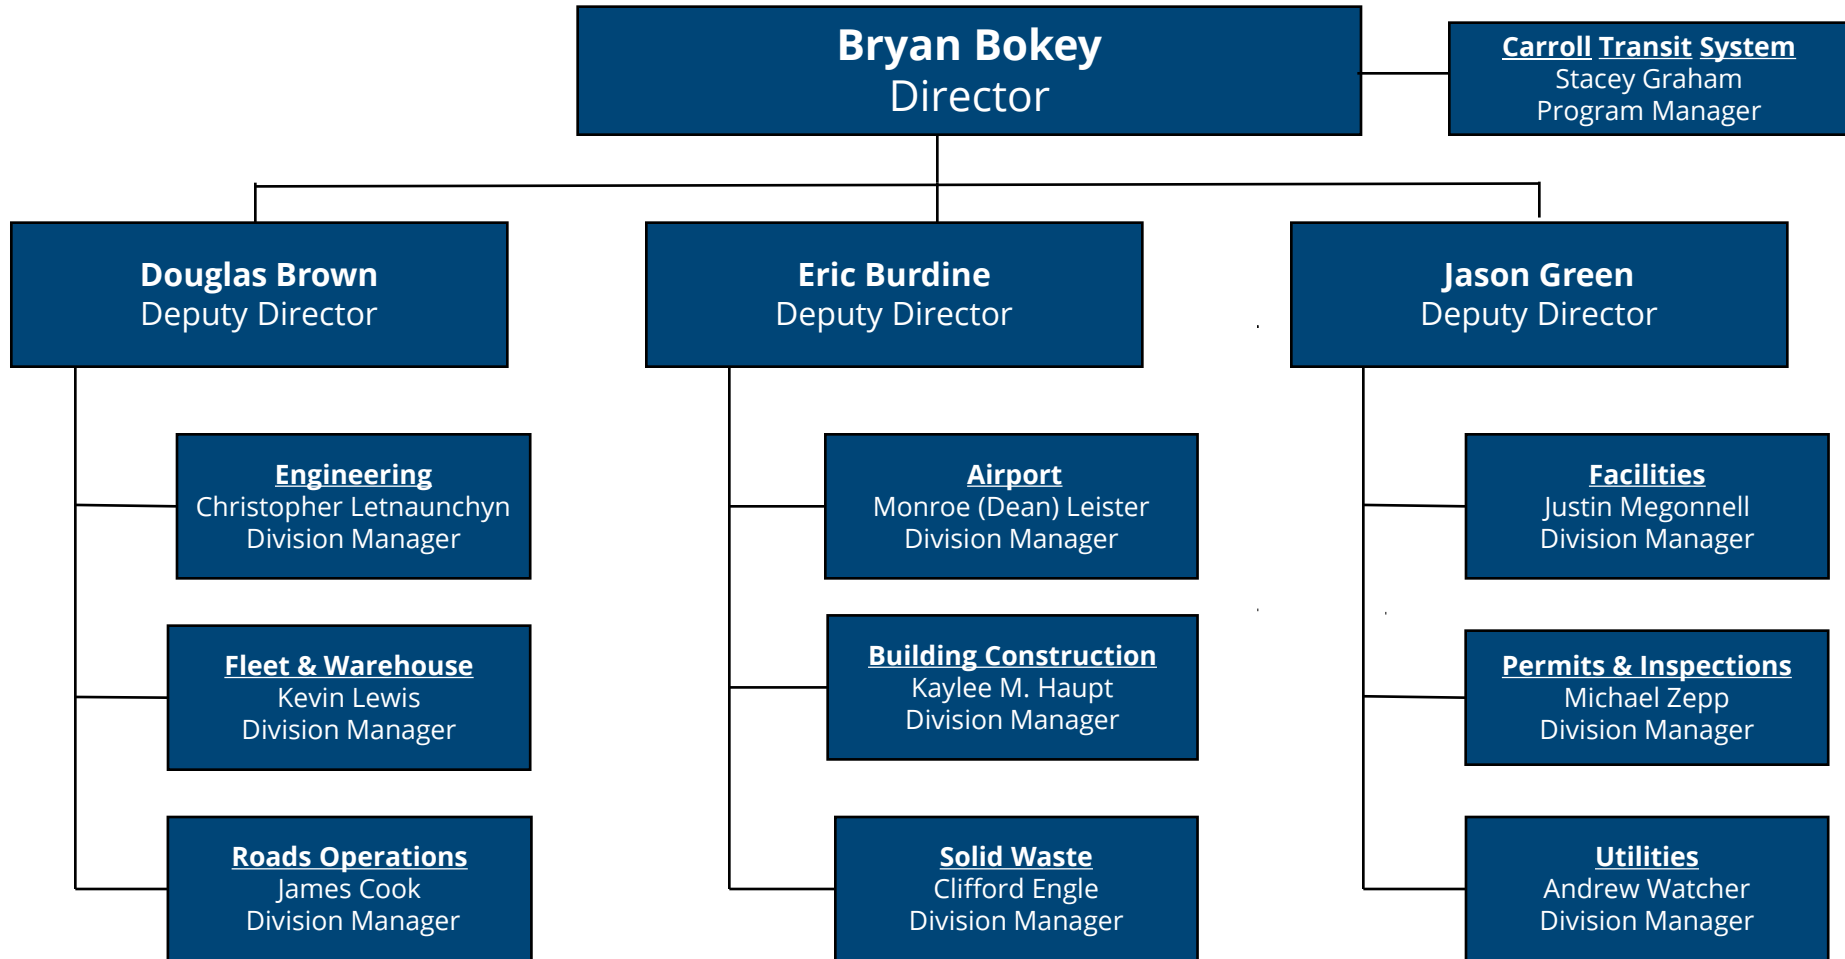 Bryan Bokey
Director
Carroll Transit System
Stacey Graham
Program Manager
Douglas Brown
Deputy Director
Eric Burdine
Deputy Director
Jason Green
Deputy Director
Engineering
Christopher Letnaunchyn
Division Manager
Airport
Monroe (Dean) Leister
Division Manager
Facilities
Justin Megonnell
Division Manager
Fleet & Warehouse
Kevin Lewis
Division Manager
Building Construction
Kaylee M. Haupt
Division Manager
Permits & Inspections
Michael Zepp
Division Manager
Roads Operations
James Cook
Division Manager
Solid Waste
Clifford Engle
Division Manager
Utilities
Andrew Watcher
Division Manager